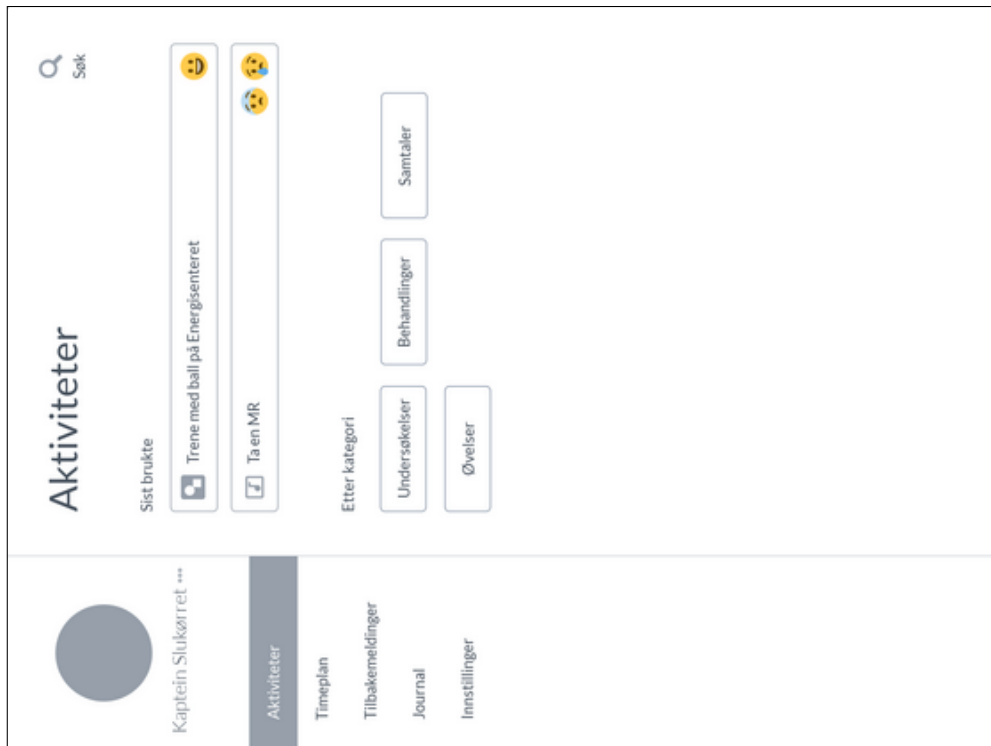 Kaptein Slukørret •••
Aktiviteter
Timeplan
Tilbakemeldinger
Journal
Innstillinger
Aktiviteter
Søk
Sist brukte
Trene med ball på Energisenteret
Ta en MR
Etter kategori
Undersøkelser
Behandlinger
Samtaler
Øvelser